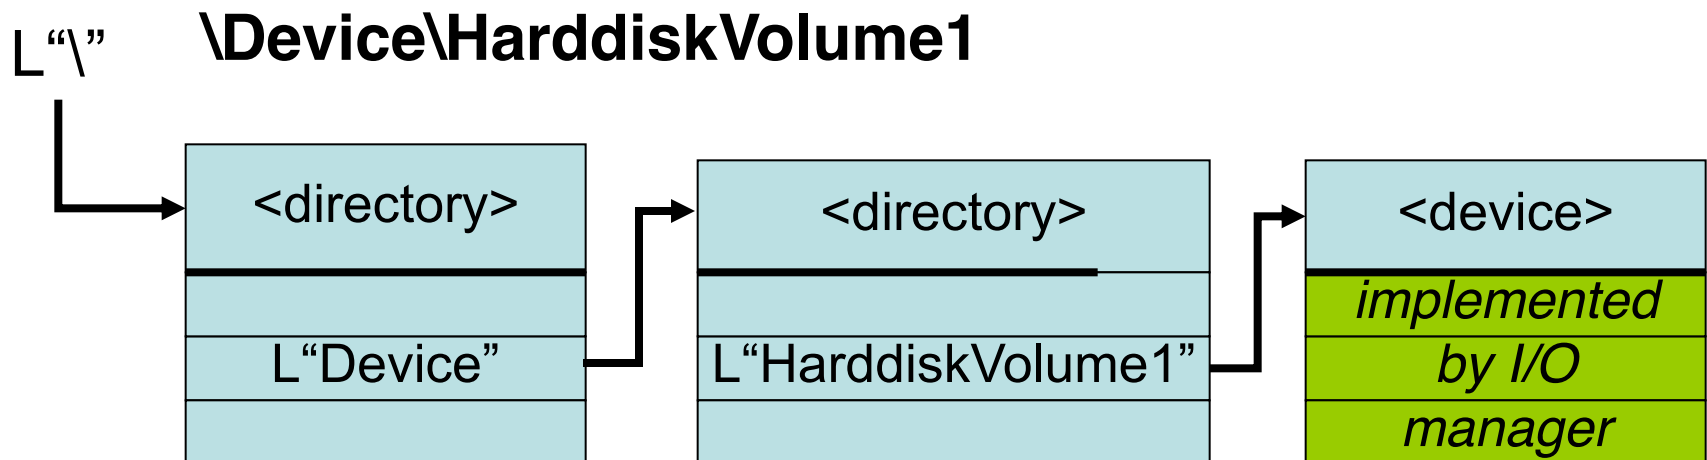 L“\”
\Device\HarddiskVolume1
<directory>
L“Device”
<directory>
L“HarddiskVolume1”
<device>
implemented
by I/O
manager